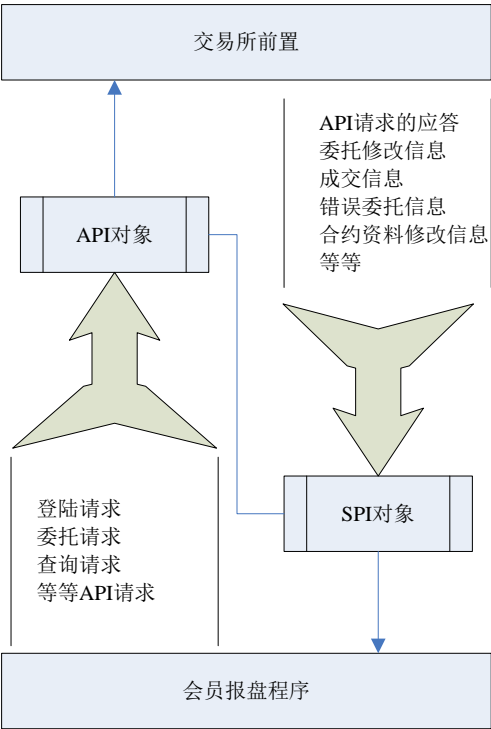 交易所前置
API请求的应答
委托修改信息
成交信息
错误委托信息
合约资料修改信息
等等
API对象
SPI对象
登陆请求
委托请求
查询请求
等等API请求
会员报盘程序